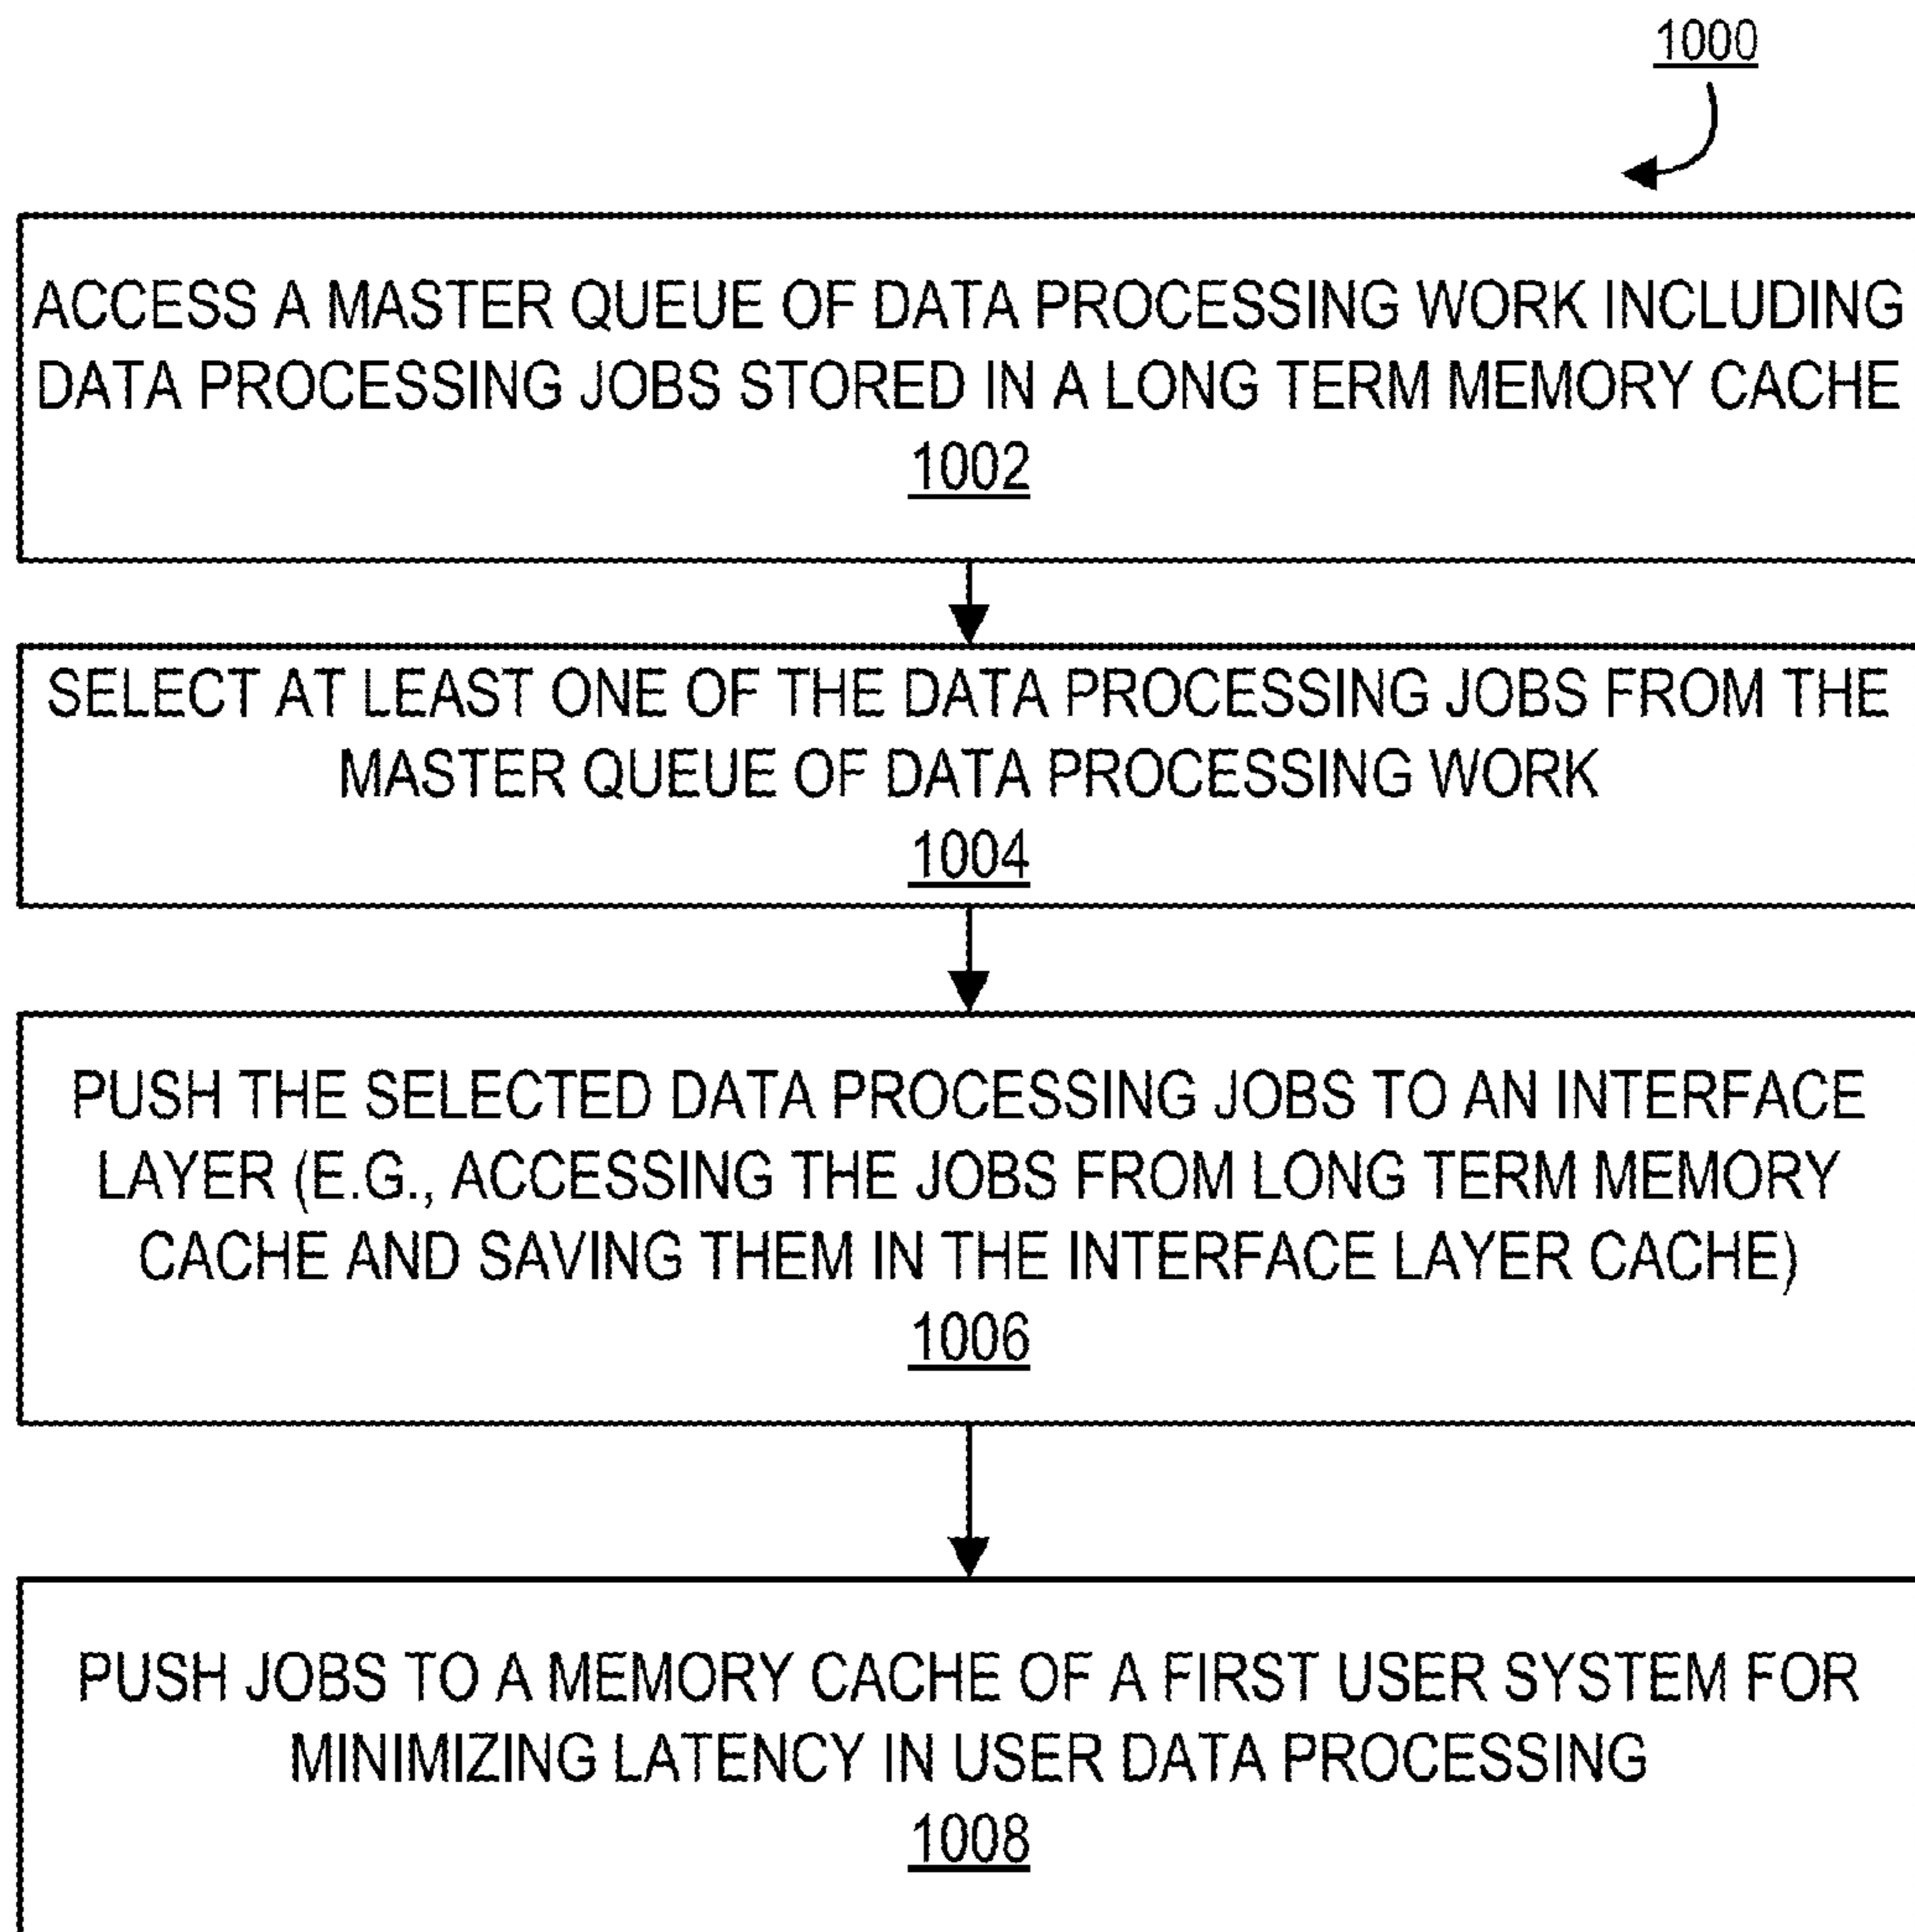 1000
ACCESS A MASTER QUEUE OF DATA PROCESSING WORK INCLUDING
DATA PROCESSING JOBS STORED IN A LONG TERM MEMORY CACHE
1002
SELECT AT LEAST ONE OF THE DATA PROCESSING JOBS FROM THE
MASTER QUEUE OF DATA PROCESSING WORK
1004
PUSH THE SELECTED DATA PROCESSING JOBS TO AN INTERFACE
LAYER (E.G., ACCESSING THE JOBS FROM LONG TERM MEMORY
CACHE AND SAVING THEM IN THE INTERFACE LAYER CACHE)
1006
PUSH JOBS TO A MEMORY CACHE OF A FIRST USER SYSTEM FOR
MINIMIZING LATENCY IN USER DATA PROCESSING
1008